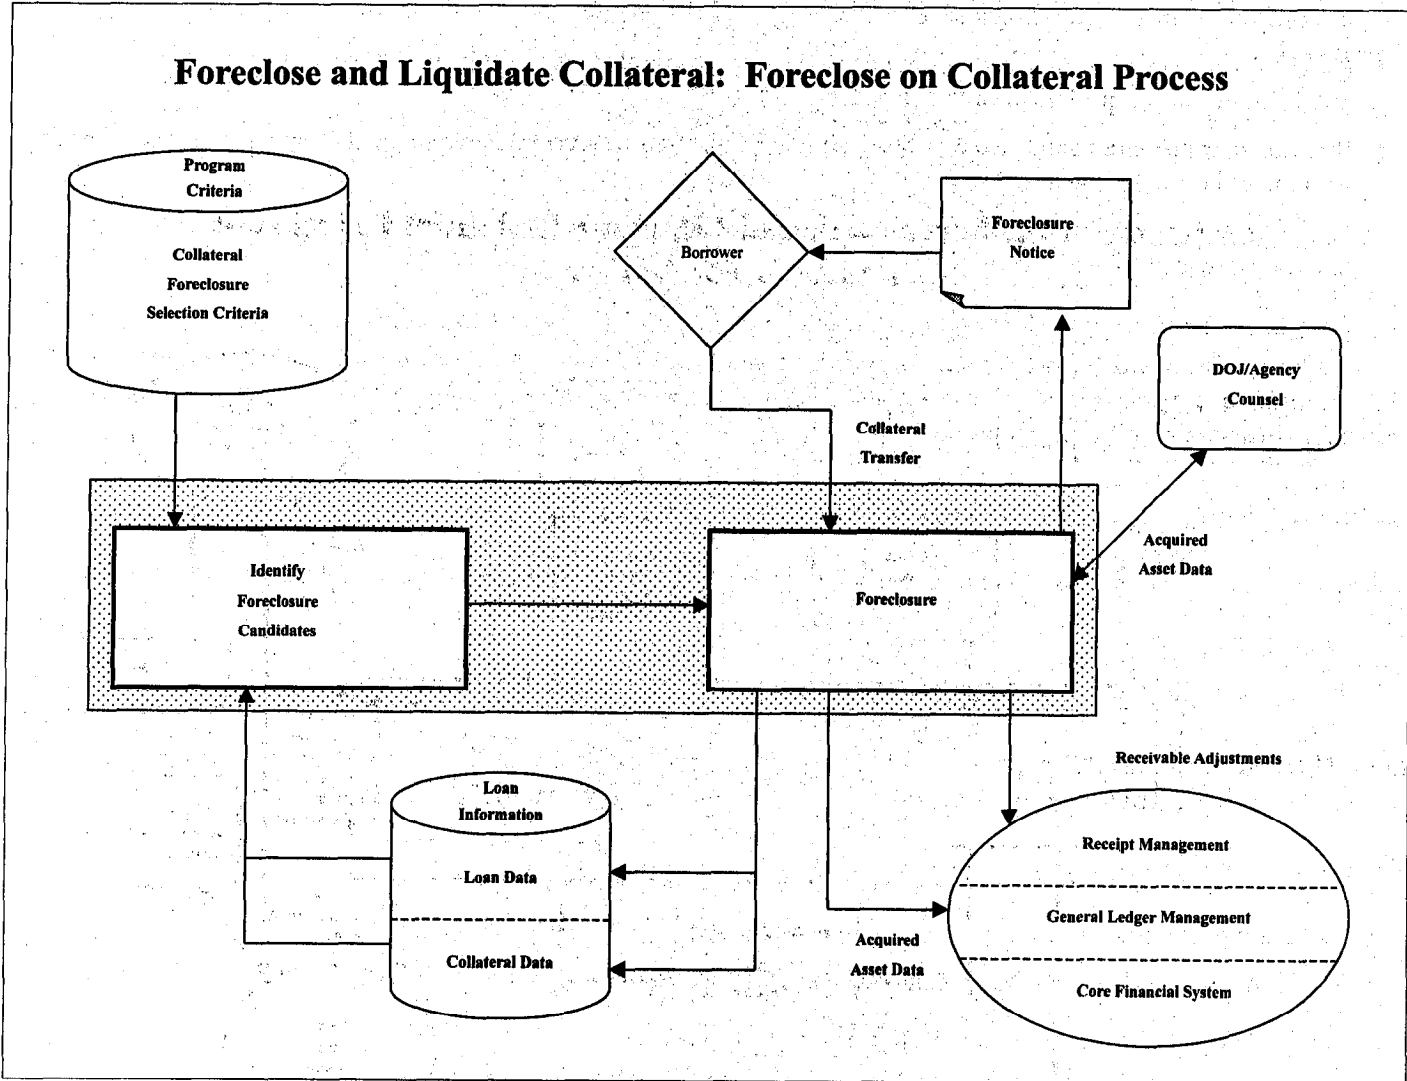 Foreclose and Liquidate Collateral: Foreclose on Collateral Process
Program
Criteria
Collateral
Foreclosure
Selection Criteria
Borrower
Foreclosure
Notice
DOJ/Agency
Counsel
Collateral
Transfer
Acquired
Asset Data
Identify
Foreclosure
Candidates
Foreclosure
Receivable Adjustments
Loan
Information
Loan Data
Collateral Data
Acquired
Asset Data
Receipt Management
General Ledger Management
Core Financial System